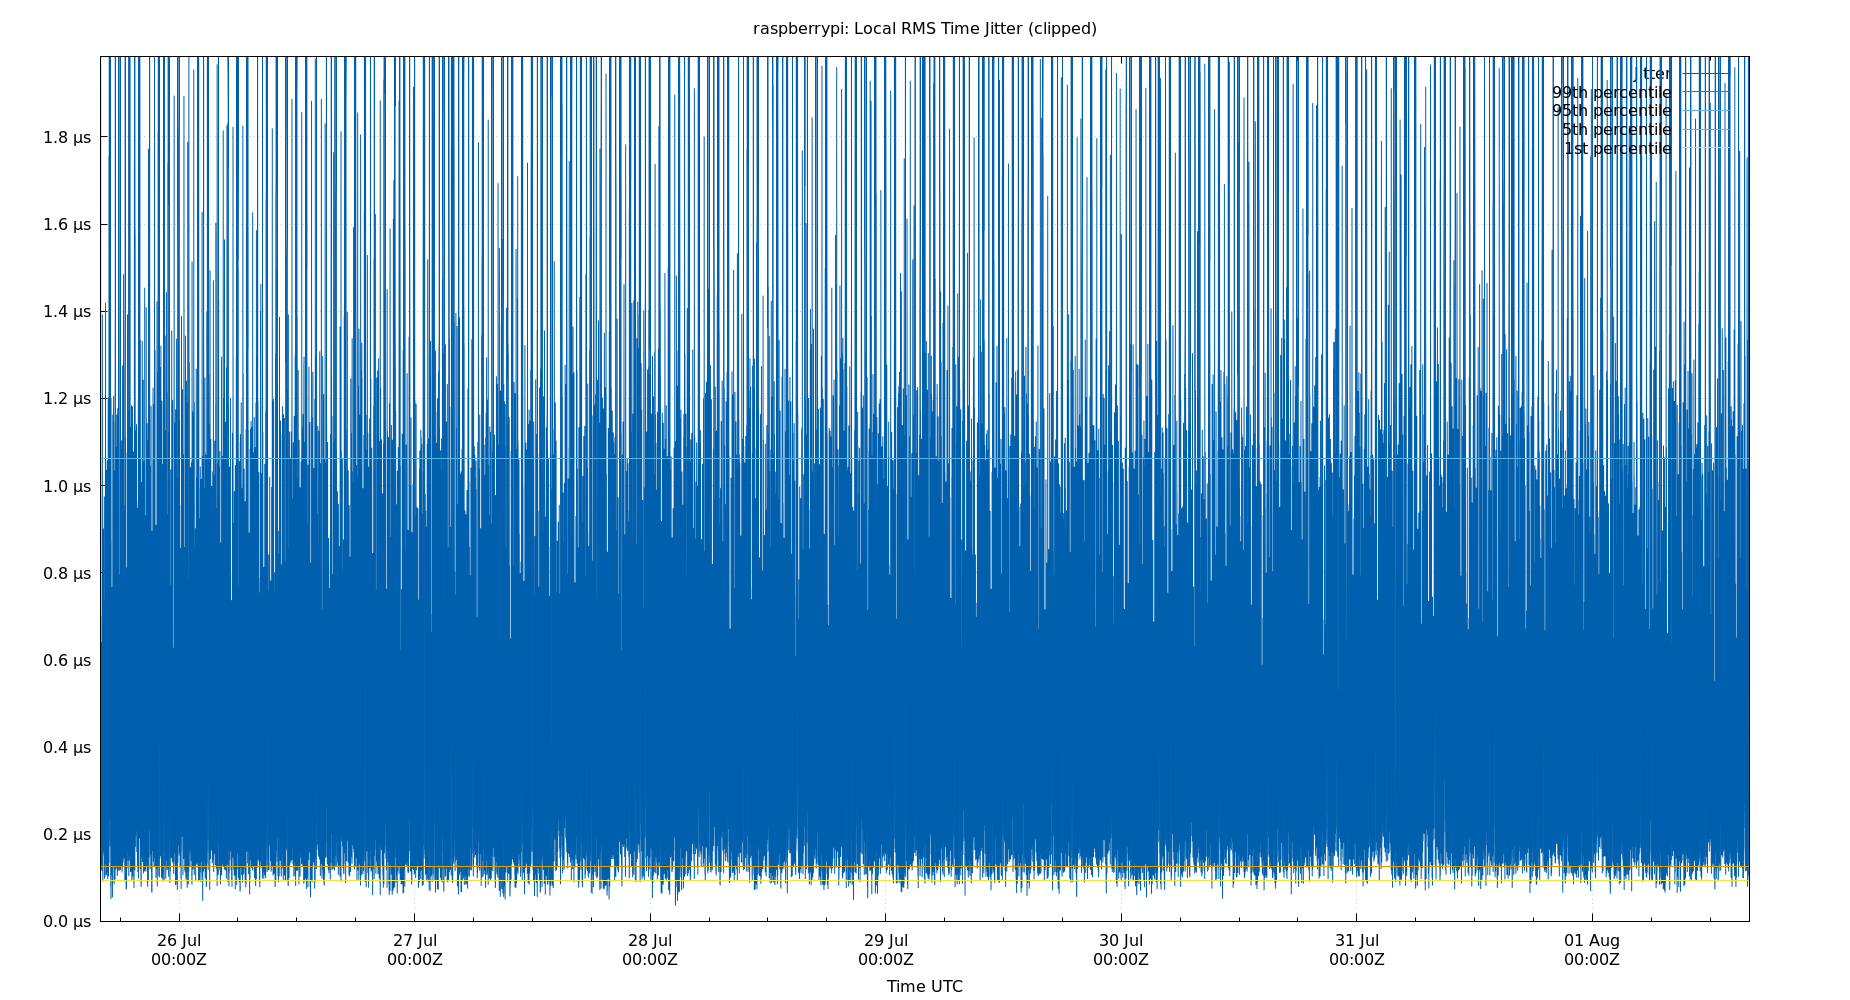 raspberrypi: Local RMS Time Jitter (clipped)
Jitter
99th percentile
95th percentile
5th percentile
1st percentile
1.8 µs
1.6 µs
1.4 µs
1.2 µs
1.0 µs
0.8 µs
0.6 µs
0.4 µs
0.2 µs
0.0 µs
26 Jul 27 Jul 28 Jul 29 Jul 30 Jul 31 Jul 01 Aug
00:00Z 00:00Z 00:00Z 00:00Z 00:00Z 00:00Z 00:00Z
Time UTC